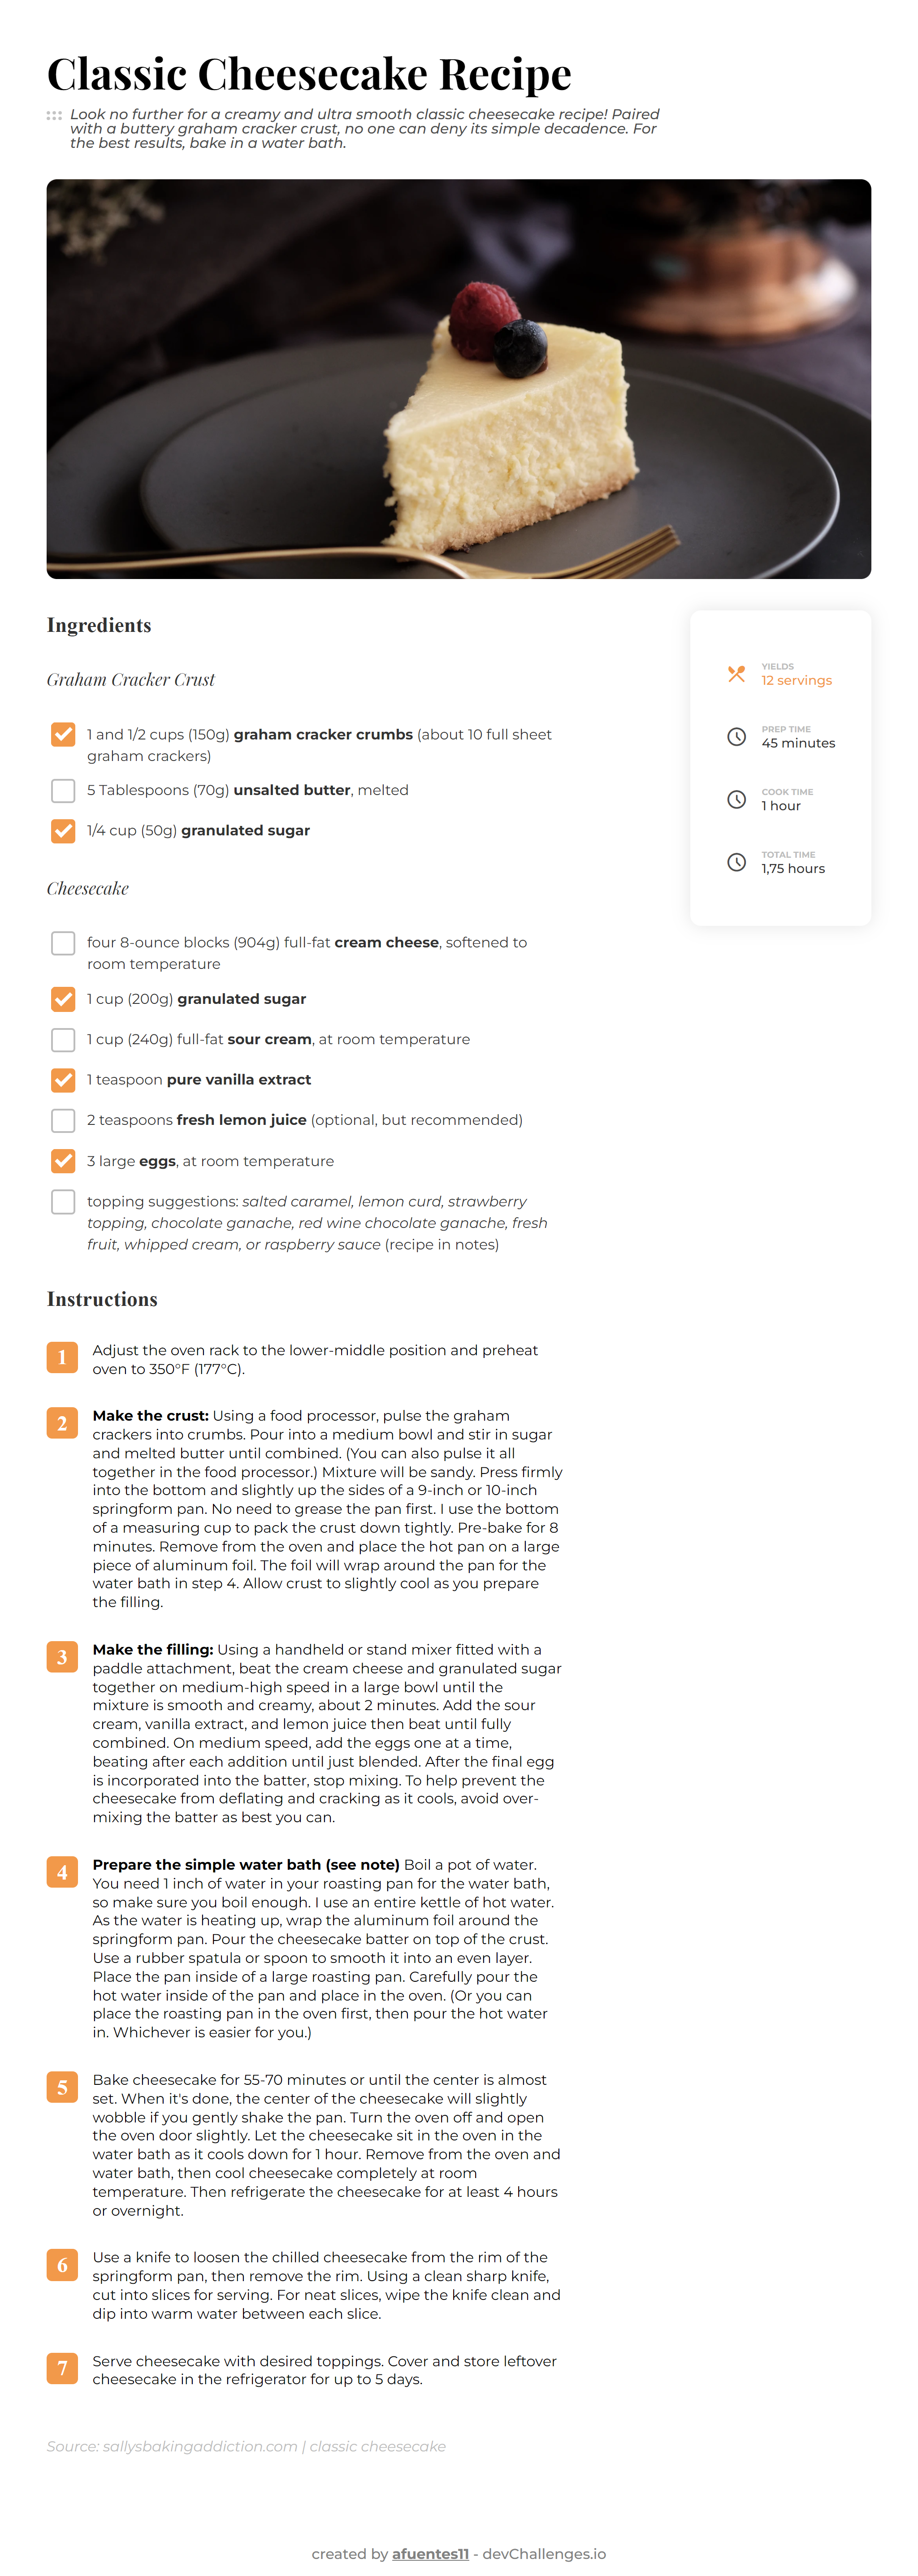 Classic Cheesecake Recipe
Look no further for a creamy and ultra smooth classic cheesecake recipe! Paired
with a buttery graham cracker crust, no one can deny its simple decadence. For
the best results, bake in a water bath.
Ingredients
Graham Cracker Crust
1 and 1/2 cups (150g) graham cracker crumbs (about 10 full sheet
graham crackers)
5 Tablespoons (70g) unsalted butter, melted
1/4 cup (50g) granulated sugar
Cheesecake
four 8-ounce blocks (904g) full-fat cream cheese, softened to
room temperature
1 cup (200g) granulated sugar
1 cup (240g) full-fat sour cream, at room temperature
1 teaspoon pure vanilla extract
2 teaspoons fresh lemon juice (optional, but recommended)
3 large eggs, at room temperature
topping suggestions: salted caramel, lemon curd, strawberry
topping, chocolate ganache, red wine chocolate ganache, fresh
fruit, whipped cream, or raspberry sauce (recipe in notes)
YIELDS
12 servings
PREP TIME
45 minutes
COOK TIME
1 hour
TOTAL TIME
1,75 hours
Instructions
1 Adjust the oven rack to the lower-middle position and preheat
oven to 350°F (177°C).
2 Make the crust: Using a food processor, pulse the graham
crackers into crumbs. Pour into a medium bowl and stir in sugar
and melted butter until combined. (You can also pulse it all
together in the food processor.) Mixture will be sandy. Press firmly
into the bottom and slightly up the sides of a 9-inch or 10-inch
springform pan. No need to grease the pan first. I use the bottom
of a measuring cup to pack the crust down tightly. Pre-bake for 8
minutes. Remove from the oven and place the hot pan on a large
piece of aluminum foil. The foil will wrap around the pan for the
water bath in step 4. Allow crust to slightly cool as you prepare
the filling.
3 Make the filling: Using a handheld or stand mixer fitted with a
paddle attachment, beat the cream cheese and granulated sugar
together on medium-high speed in a large bowl until the
mixture is smooth and creamy, about 2 minutes. Add the sour
cream, vanilla extract, and lemon juice then beat until fully
combined. On medium speed, add the eggs one at a time,
beating after each addition until just blended. After the final egg
is incorporated into the batter, stop mixing. To help prevent the
cheesecake from deflating and cracking as it cools, avoid over-
mixing the batter as best you can.
4 Prepare the simple water bath (see note) Boil a pot of water.
You need 1 inch of water in your roasting pan for the water bath,
so make sure you boil enough. I use an entire kettle of hot water.
As the water is heating up, wrap the aluminum foil around the
springform pan. Pour the cheesecake batter on top of the crust.
Use a rubber spatula or spoon to smooth it into an even layer.
Place the pan inside of a large roasting pan. Carefully pour the
hot water inside of the pan and place in the oven. (Or you can
place the roasting pan in the oven first, then pour the hot water
in. Whichever is easier for you.)
5 Bake cheesecake for 55-70 minutes or until the center is almost
set. When it's done, the center of the cheesecake will slightly
wobble if you gently shake the pan. Turn the oven off and open
the oven door slightly. Let the cheesecake sit in the oven in the
water bath as it cools down for 1 hour. Remove from the oven and
water bath, then cool cheesecake completely at room
temperature. Then refrigerate the cheesecake for at least 4 hours
or overnight.
6 Use a knife to loosen the chilled cheesecake from the rim of the
springform pan, then remove the rim. Using a clean sharp knife,
cut into slices for serving. For neat slices, wipe the knife clean and
dip into warm water between each slice.
7 Serve cheesecake with desired toppings. Cover and store leftover
cheesecake in the refrigerator for up to 5 days.
Source: sallysbakingaddiction.com | classic cheesecake
created by afuentes11 - devChallenges.io